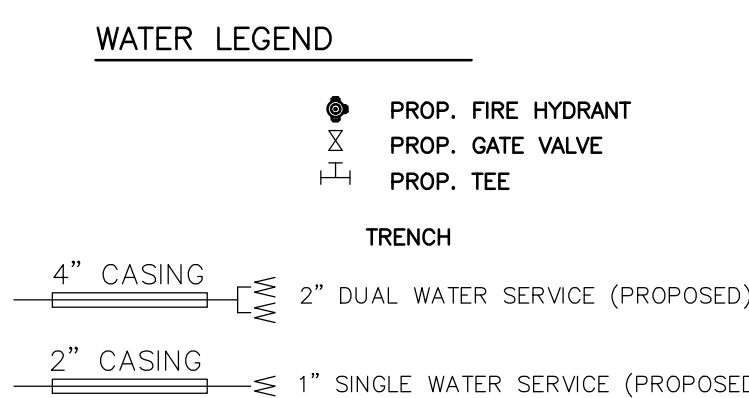 WATER LEGEND
PROP. FIRE HYDRANT
PROP. GATE VALVE
PROP. TEE
TRENCH
4" CASING
2" DUAL WATER SERVICE (PROPOSED)
2" CASING
1" SINGLE WATER SERVICE (PROPOSED